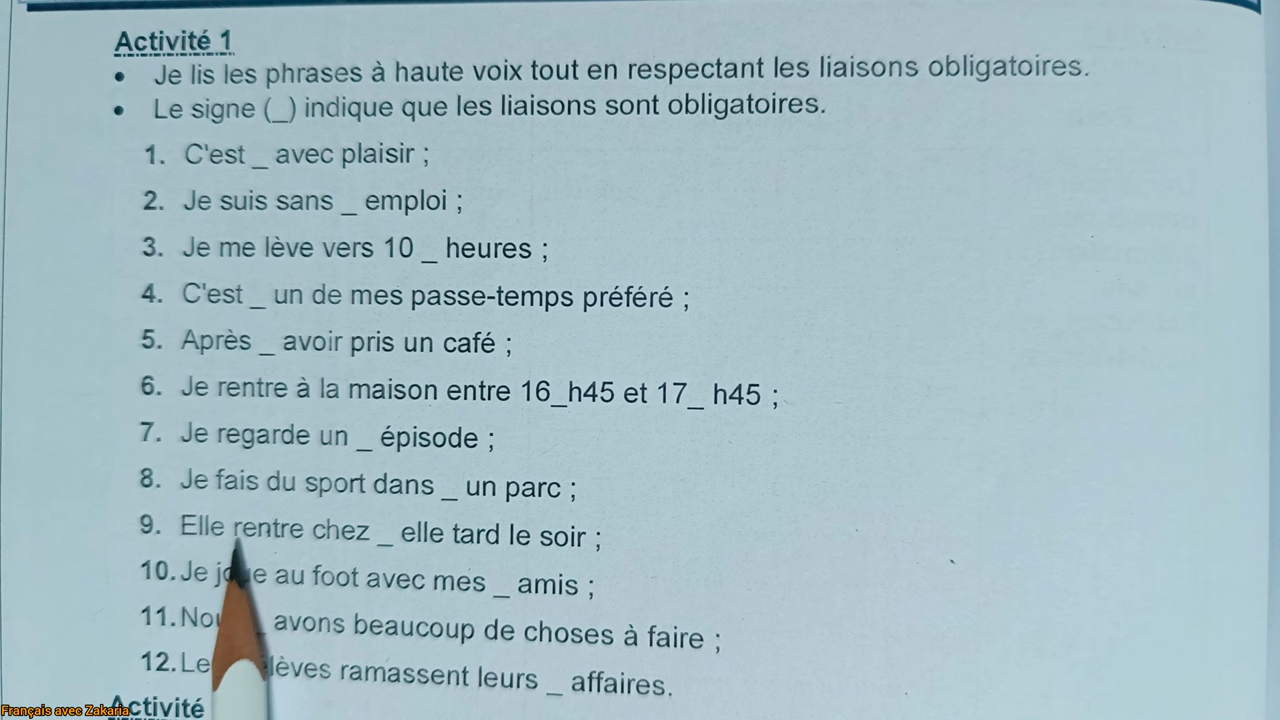 Activité 1
• Je lis les phrases à haute voix tout en respectant les liaisons obligatoires.
• Le signe (_) indique que les liaisons sont obligatoires.
1. C'est _ avec plaisir ;
2. Je suis sans _ emploi ;
3. Je me lève vers 10 _ heures ;
4. C'est _ un de mes passe-temps préféré ;
5. Après _ avoir pris un café ;
6. Je rentre à la maison entre 16_h45 et 17_ h45 ;
7. Je regarde un _ épisode ;
8. Je fais du sport dans _ un parc ;
9. Elle rentre chez _ elle tard le soir ;
10. Je joue au foot avec mes _ amis ;
11. _ avons beaucoup de choses à faire ;
12. ramassent leurs _ affaires.
Activité
Français avec Zakaria